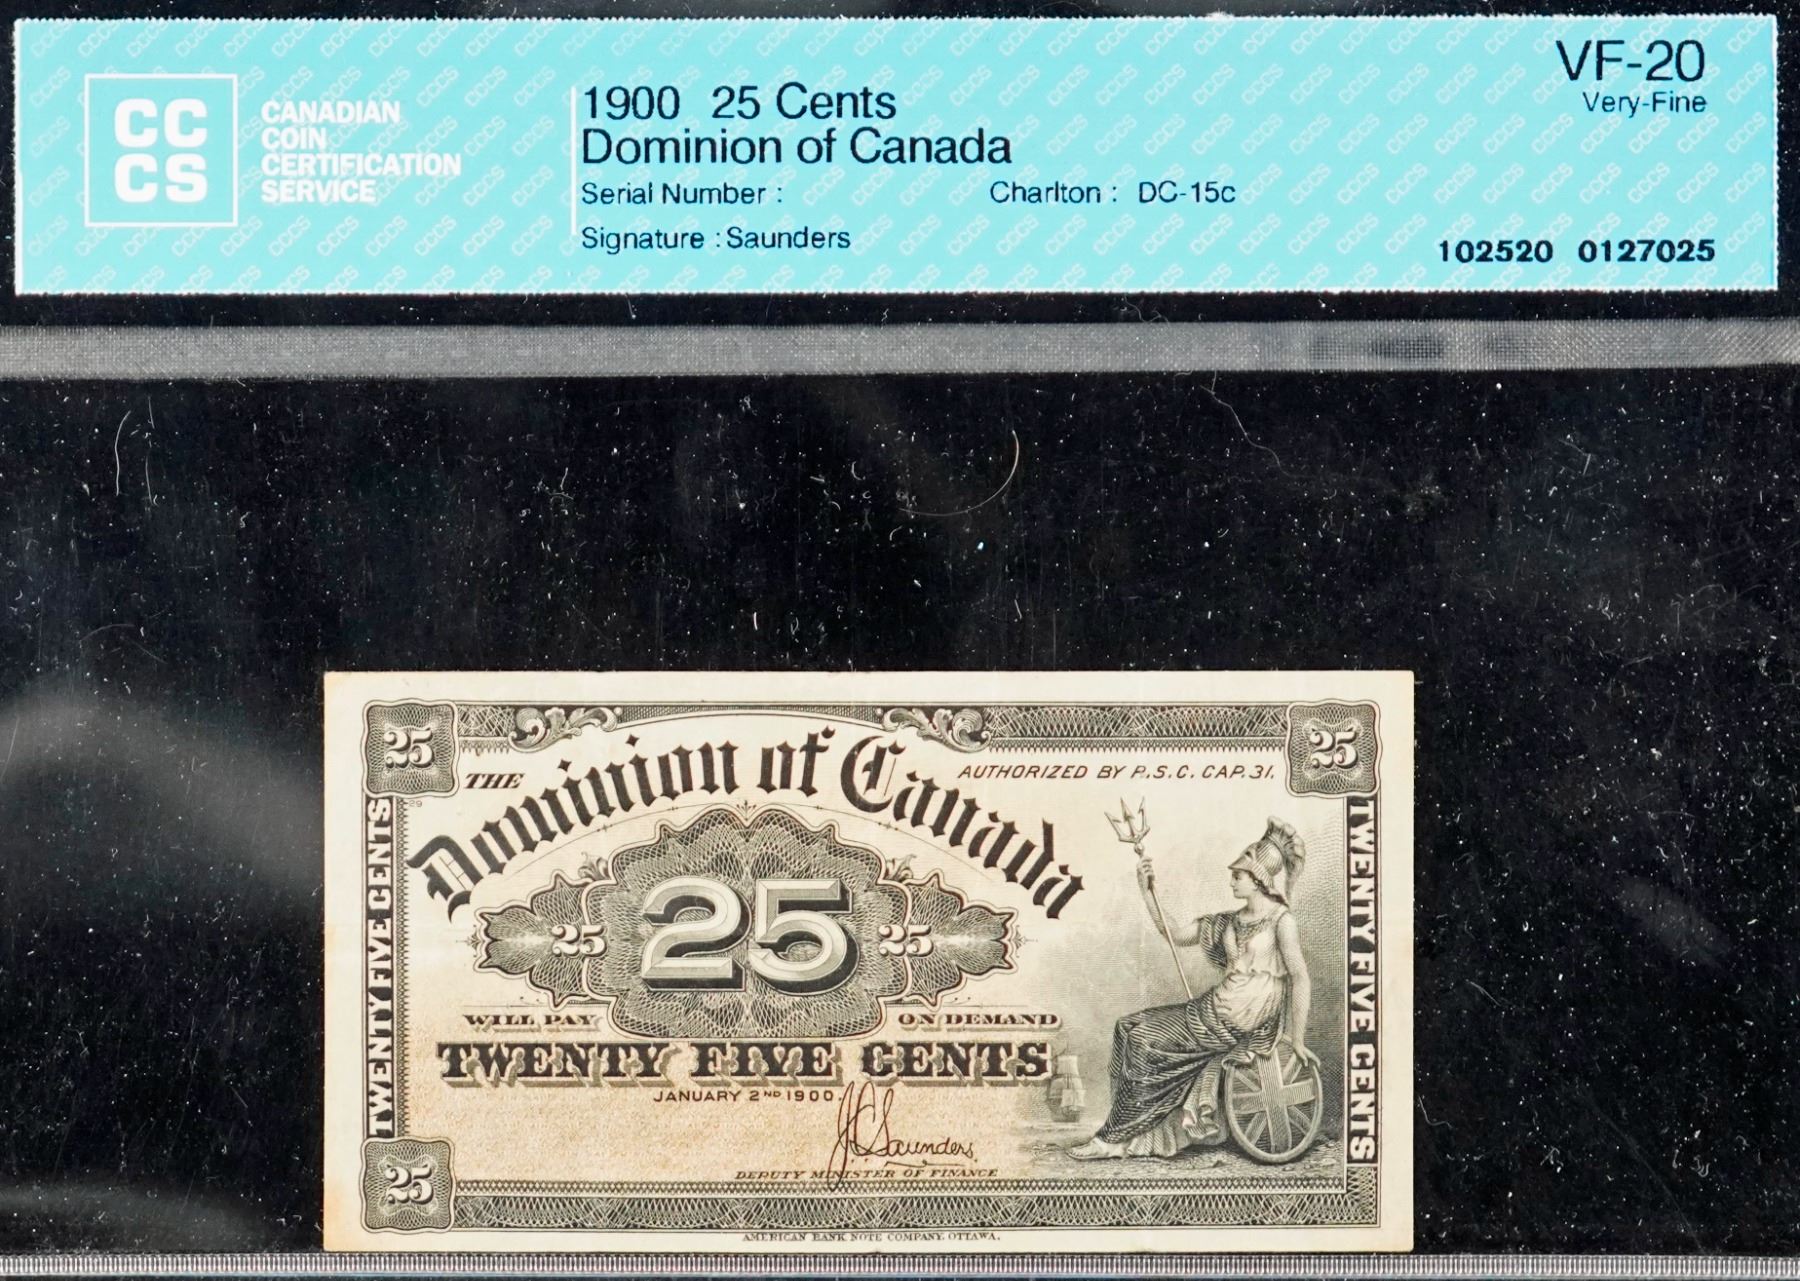 CC
CS
CANADIAN
COIN
CERTIFICATION
SERVICE
1900 25 Cents
Dominion of Canada
Serial Number :
Charlton : DC-15c
Signature : Saunders
VF-20
Very-Fine
102520 0127025
25
25
THE
Dominion of Canada
AUTHORIZED BY R.S.C. CAP. 31.
29
TWENTY FIVE CENTS
TWENTY FIVE CENTS
25
25
25
WILL PAY
ON DEMAND
TWENTY FIVE CENTS
JANUARY 2ND 1900.
J C Saunders
DEPUTY MINISTER OF FINANCE
25
AMERICAN BANK NOTE COMPANY, OTTAWA.